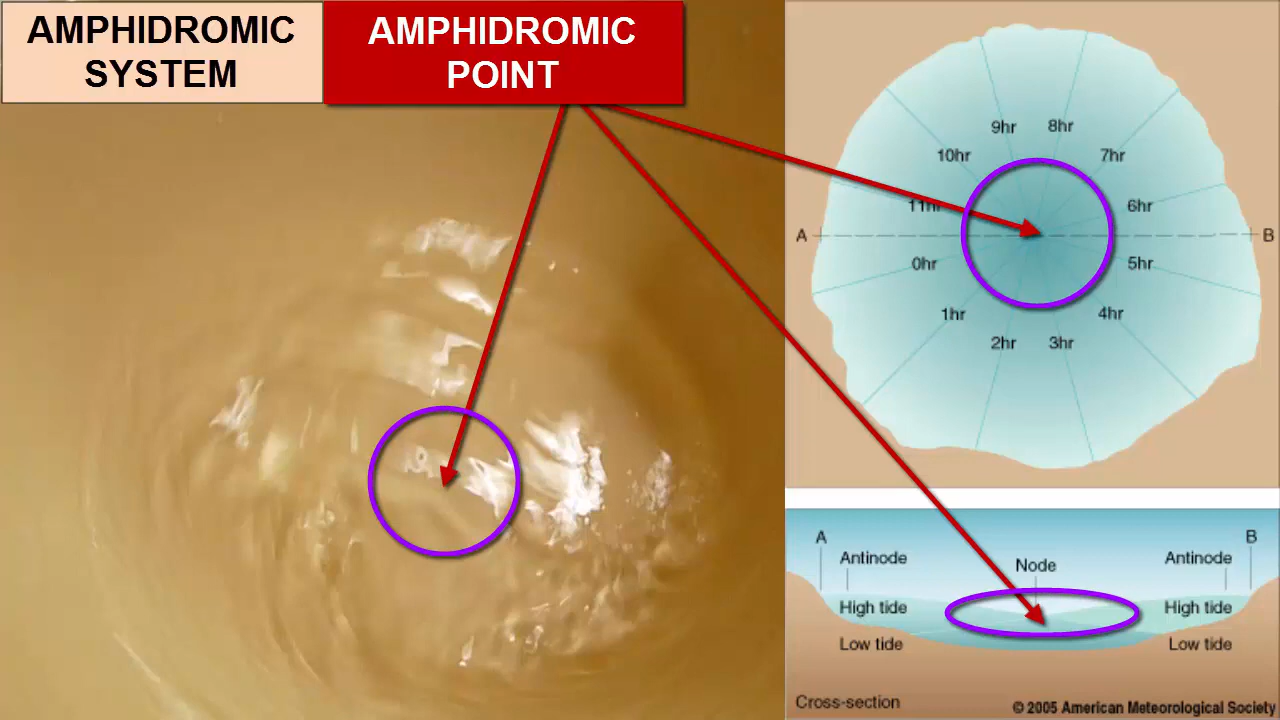 AMPHIDROMIC
SYSTEM
AMPHIDROMIC
POINT
9hr
8hr
10hr
7hr
11hr
6hr
A
B
0hr
5hr
1hr
4hr
2hr
3hr
A
B
Antinode
Node
Antinode
High tide
High tide
Low tide
Low tide
Cross-section
© 2005 American Meteorological Society